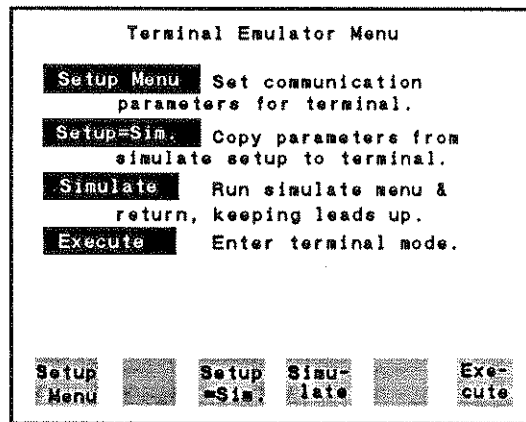 Terminal Emulator Menu
Setup Menu Set communication
parameters for terminal.
Setup=Sim. Copy parameters from
simulate setup to terminal.
Simulate Run simulate menu &
return, keeping leads up.
Execute Enter terminal mode.
Setup Setup Simu- Exe-
Menu =Sim. late cute